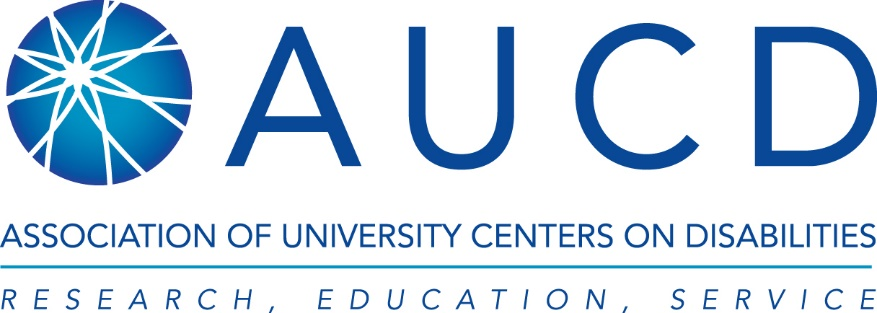 AUCD
ASSOCIATION OF UNIVERSITY CENTERS ON DISABILITIES
RESEARCH, EDUCATION, SERVICE